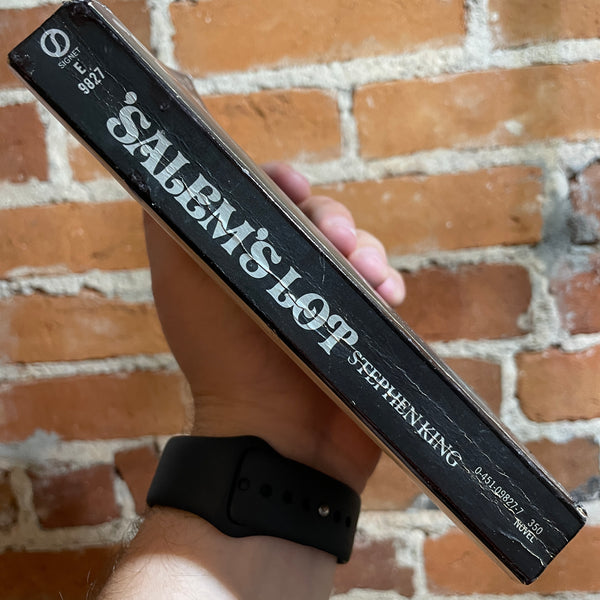 SIGNET
E
9827
'SALEM'S LOT
STEPHEN KING
0-451-09827-7 350
NOVEL